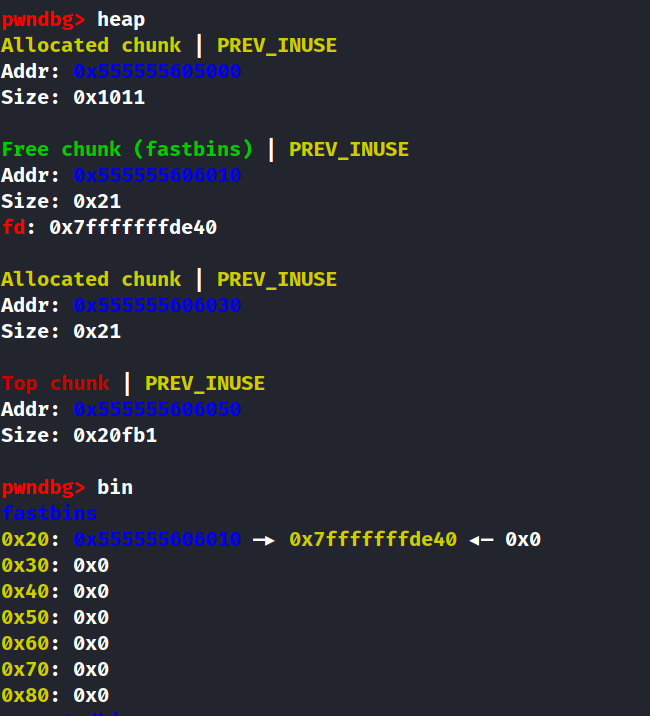 pwndbg> heap
Allocated chunk | PREV_INUSE
Addr: 0x555555605000
Size: 0x1011
Free chunk (fastbins) | PREV_INUSE
Addr: 0x555555606010
Size: 0x21
fd: 0x7fffffffde40
Allocated chunk | PREV_INUSE
Addr: 0x555555606030
Size: 0x21
Top chunk | PREV_INUSE
Addr: 0x555555606050
Size: 0x20fb1
pwndbg> bin
fastbins
0x20: 0x555555606010 —▸ 0x7fffffffde40 ◂— 0x0
0x30: 0x0
0x40: 0x0
0x50: 0x0
0x60: 0x0
0x70: 0x0
0x80: 0x0